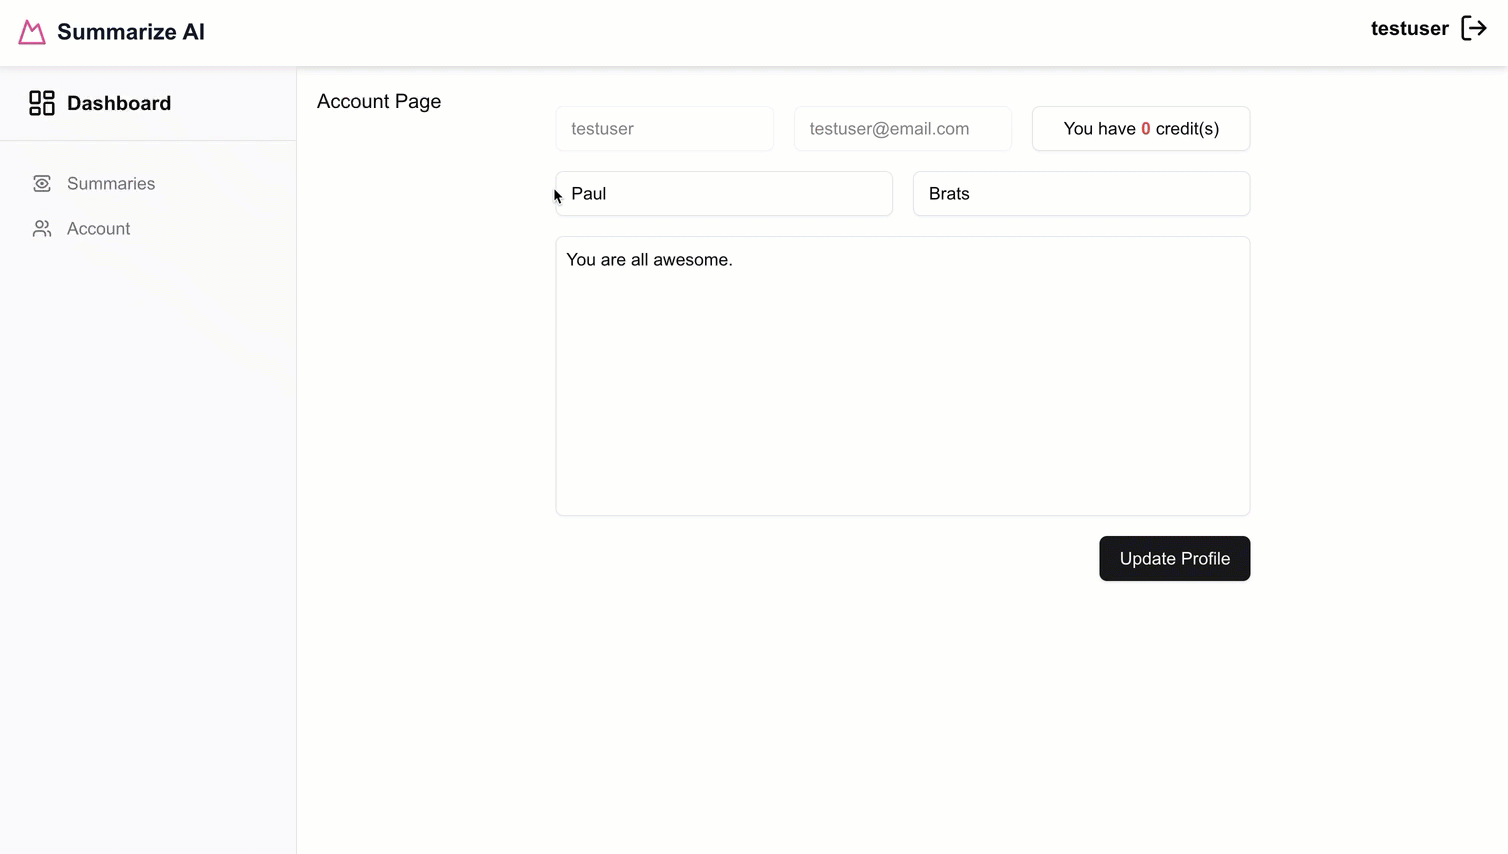 Summarize AI
testuser
Dashboard
Summaries
Account
Account Page
testuser
testuser@email.com
You have 0 credit(s)
Paul
Brats
You are all awesome.
Update Profile